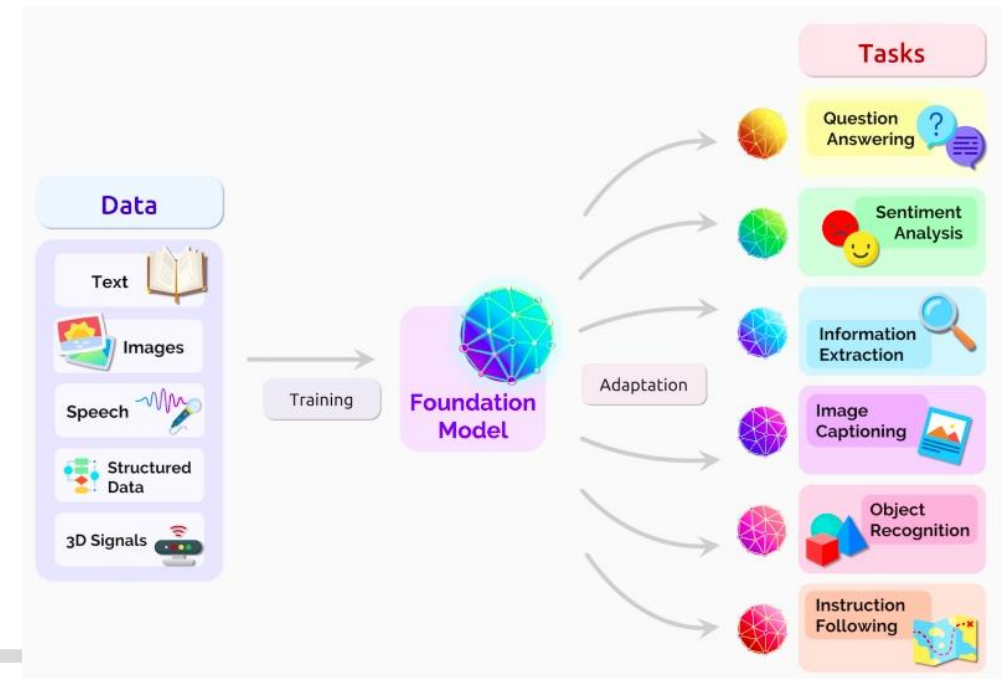 Data
Text
Images
Speech
Structured
Data
3D Signals
Training
Foundation
Model
Adaptation
Tasks
Question
Answering
?
Sentiment
Analysis
Information
Extraction
Image
Captioning
Object
Recognition
Instruction
Following